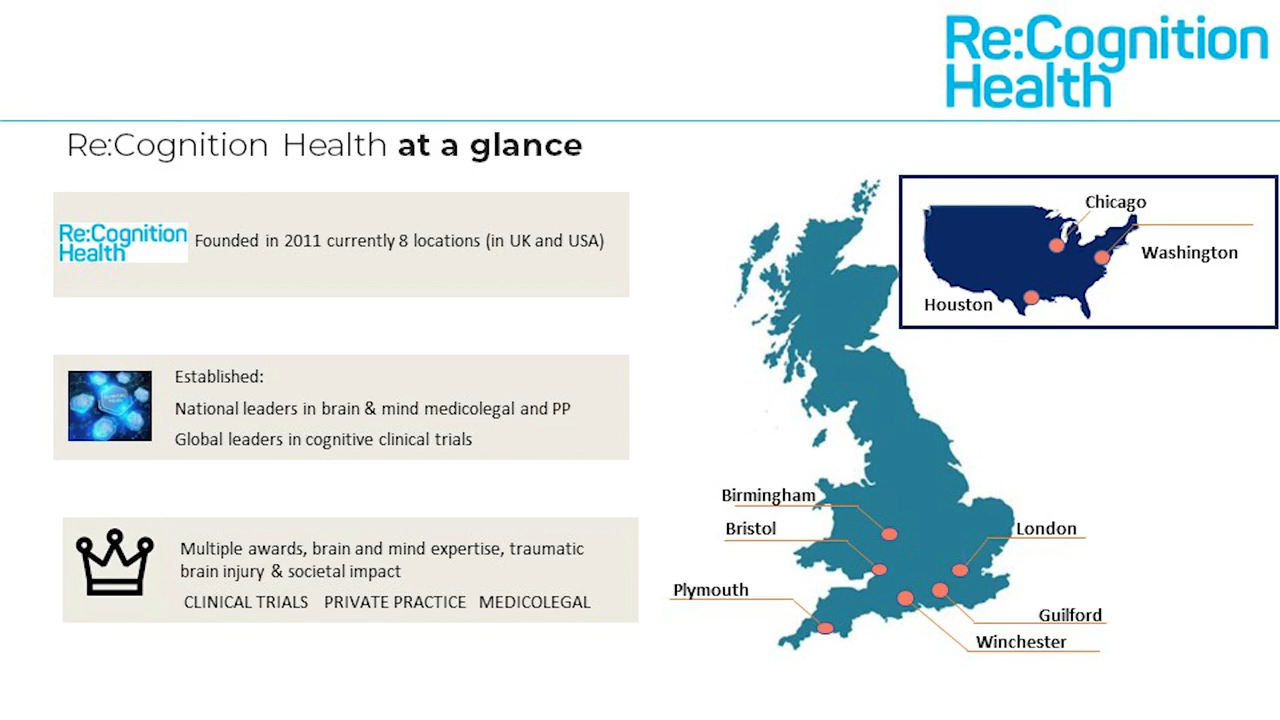 Re:Cognition
Health
Re:Cognition Health at a glance
Re:Cognition
Health
Founded in 2011 currently 8 locations (in UK and USA)
Established:
National leaders in brain & mind medicolegal and PP
Global leaders in cognitive clinical trials
Multiple awards, brain and mind expertise, traumatic
brain injury & societal impact
CLINICAL TRIALS PRIVATE PRACTICE MEDICOLEGAL
Chicago
Washington
Houston
Birmingham
Bristol
London
Plymouth
Guilford
Winchester